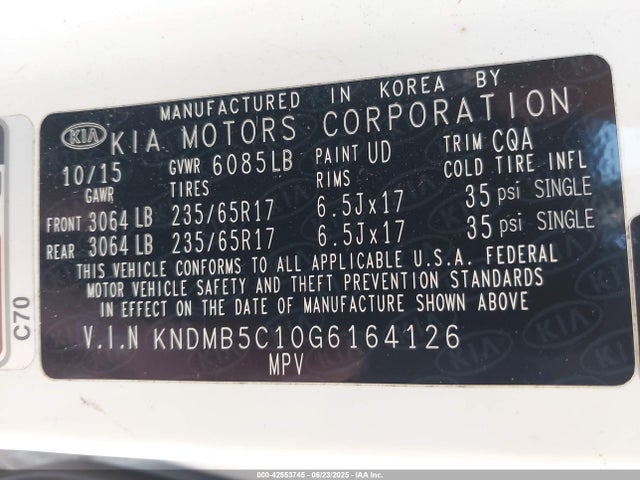 MANUFACTURED IN KOREA BY
KIA KIA MOTORS CORPORATION
10/15 GVWR 6085LB PAINT UD TRIM CQA
GAWR TIRES RIMS COLD TIRE INFL
FRONT 3064 LB 235/65R17 6.5Jx17 35 psi SINGLE
REAR 3064 LB 235/65R17 6.5Jx17 35 psi SINGLE
THIS VEHICLE CONFORMS TO ALL APPLICABLE U.S.A. FEDERAL
MOTOR VEHICLE SAFETY AND THEFT PREVENTION STANDARDS
IN EFFECT ON THE DATE OF MANUFACTURE SHOWN ABOVE
V.I.N KNDMB5C10G6164126
MPV
C70
000-42553745 - 06/23/2025 - IAA Inc.